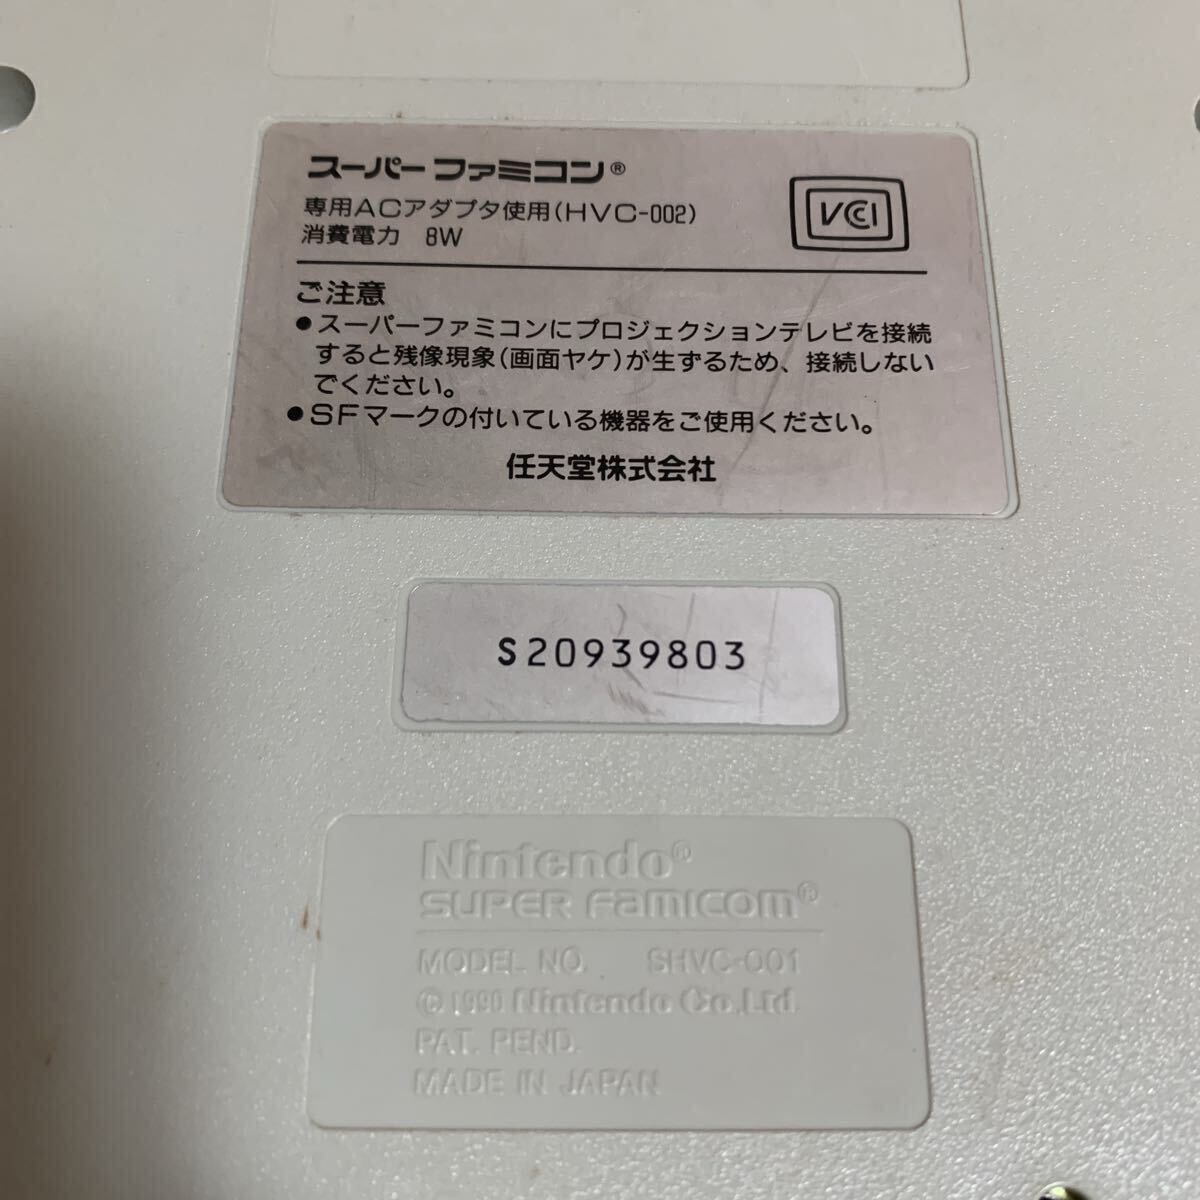 スーパーファミコン®
専用ACアダプタ使用(HVC-002)
消費電力 8W
VCCI
ご注意
●スーパーファミコンにプロジェクションテレビを接続
すると残像現象(画面ヤケ)が生ずるため、接続しない
でください。
●SFマークの付いている機器をご使用ください。
任天堂株式会社
S20939803
Nintendo®
SUPER Famicom®
MODEL NO. SHVC-001
©1990 Nintendo Co.,Ltd.
PAT. PEND.
MADE IN JAPAN